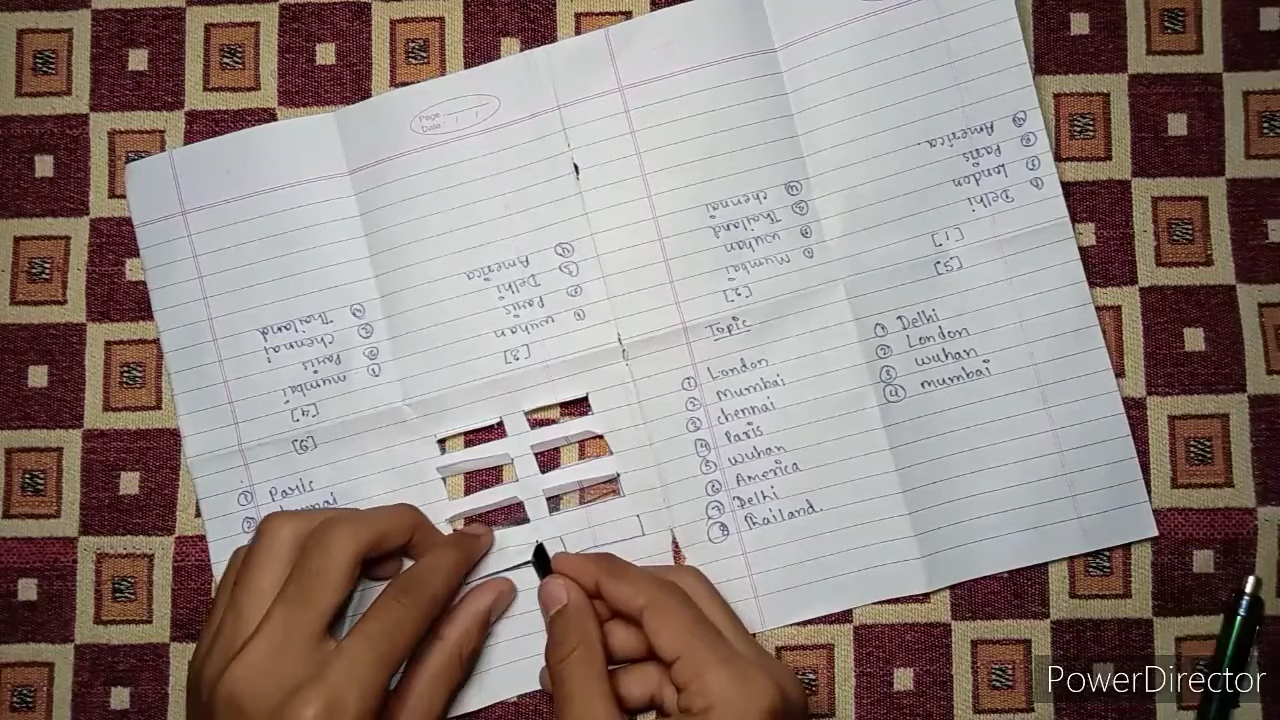 Page
Date
[4]
① mumbai
② Paris
③ chennai
④ Thailand
[3]
① wuhan
② Paris
③ Delhi
④ America
[2]
① Mumbai
② wuhan
③ Thailand
④ chennai
[1]
① Delhi
② London
③ Paris
④ America.
① Paris
②
Topic
① London
② Mumbai
③ chennai
④ Paris
⑤ wuhan
⑥ America
⑦ Delhi
⑧ Thailand.
[5]
① Delhi
② London
③ wuhan
④ mumbai
PowerDirector